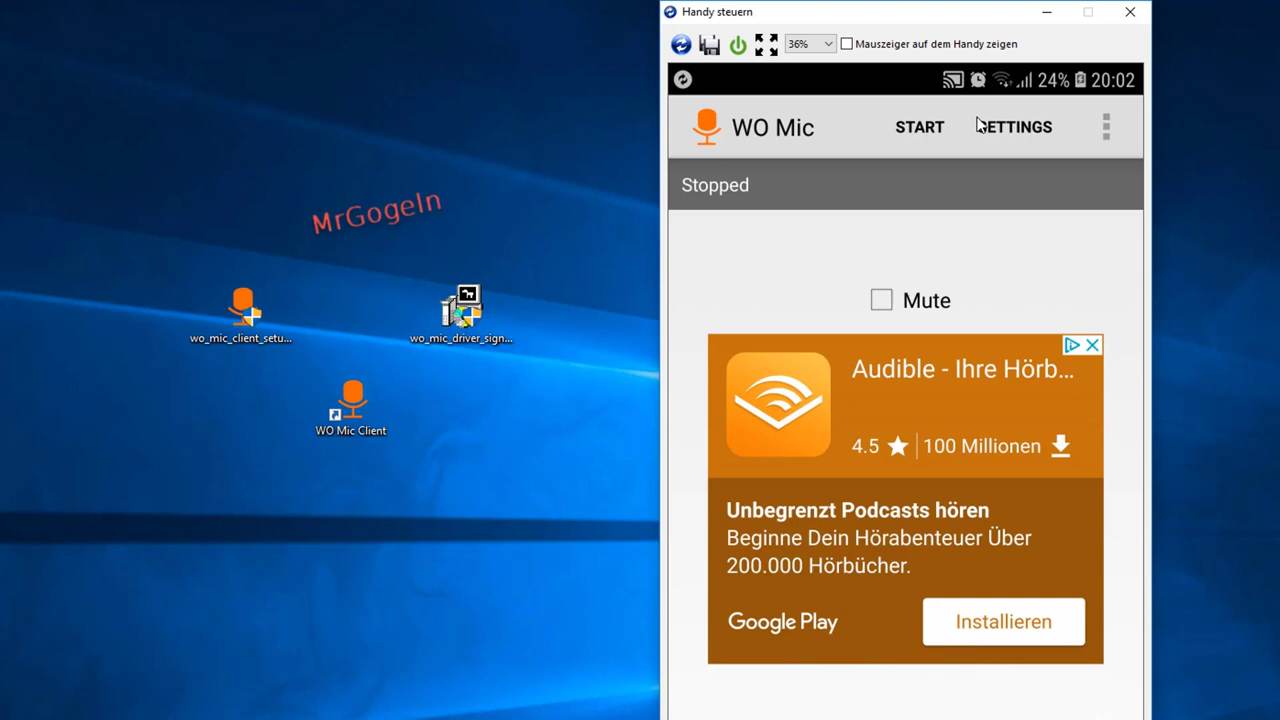 Handy steuern
36%
Mauszeiger auf dem Handy zeigen
24% 20:02
WO Mic
START
SETTINGS
Stopped
MrGogeln
Mute
wo_mic_client_setu...
wo_mic_driver_sign...
WO Mic Client
Audible - Ihre Hörb...
4.5
100 Millionen
Unbegrenzt Podcasts hören
Beginne Dein Hörabenteuer Über
200.000 Hörbücher.
Google Play
Installieren